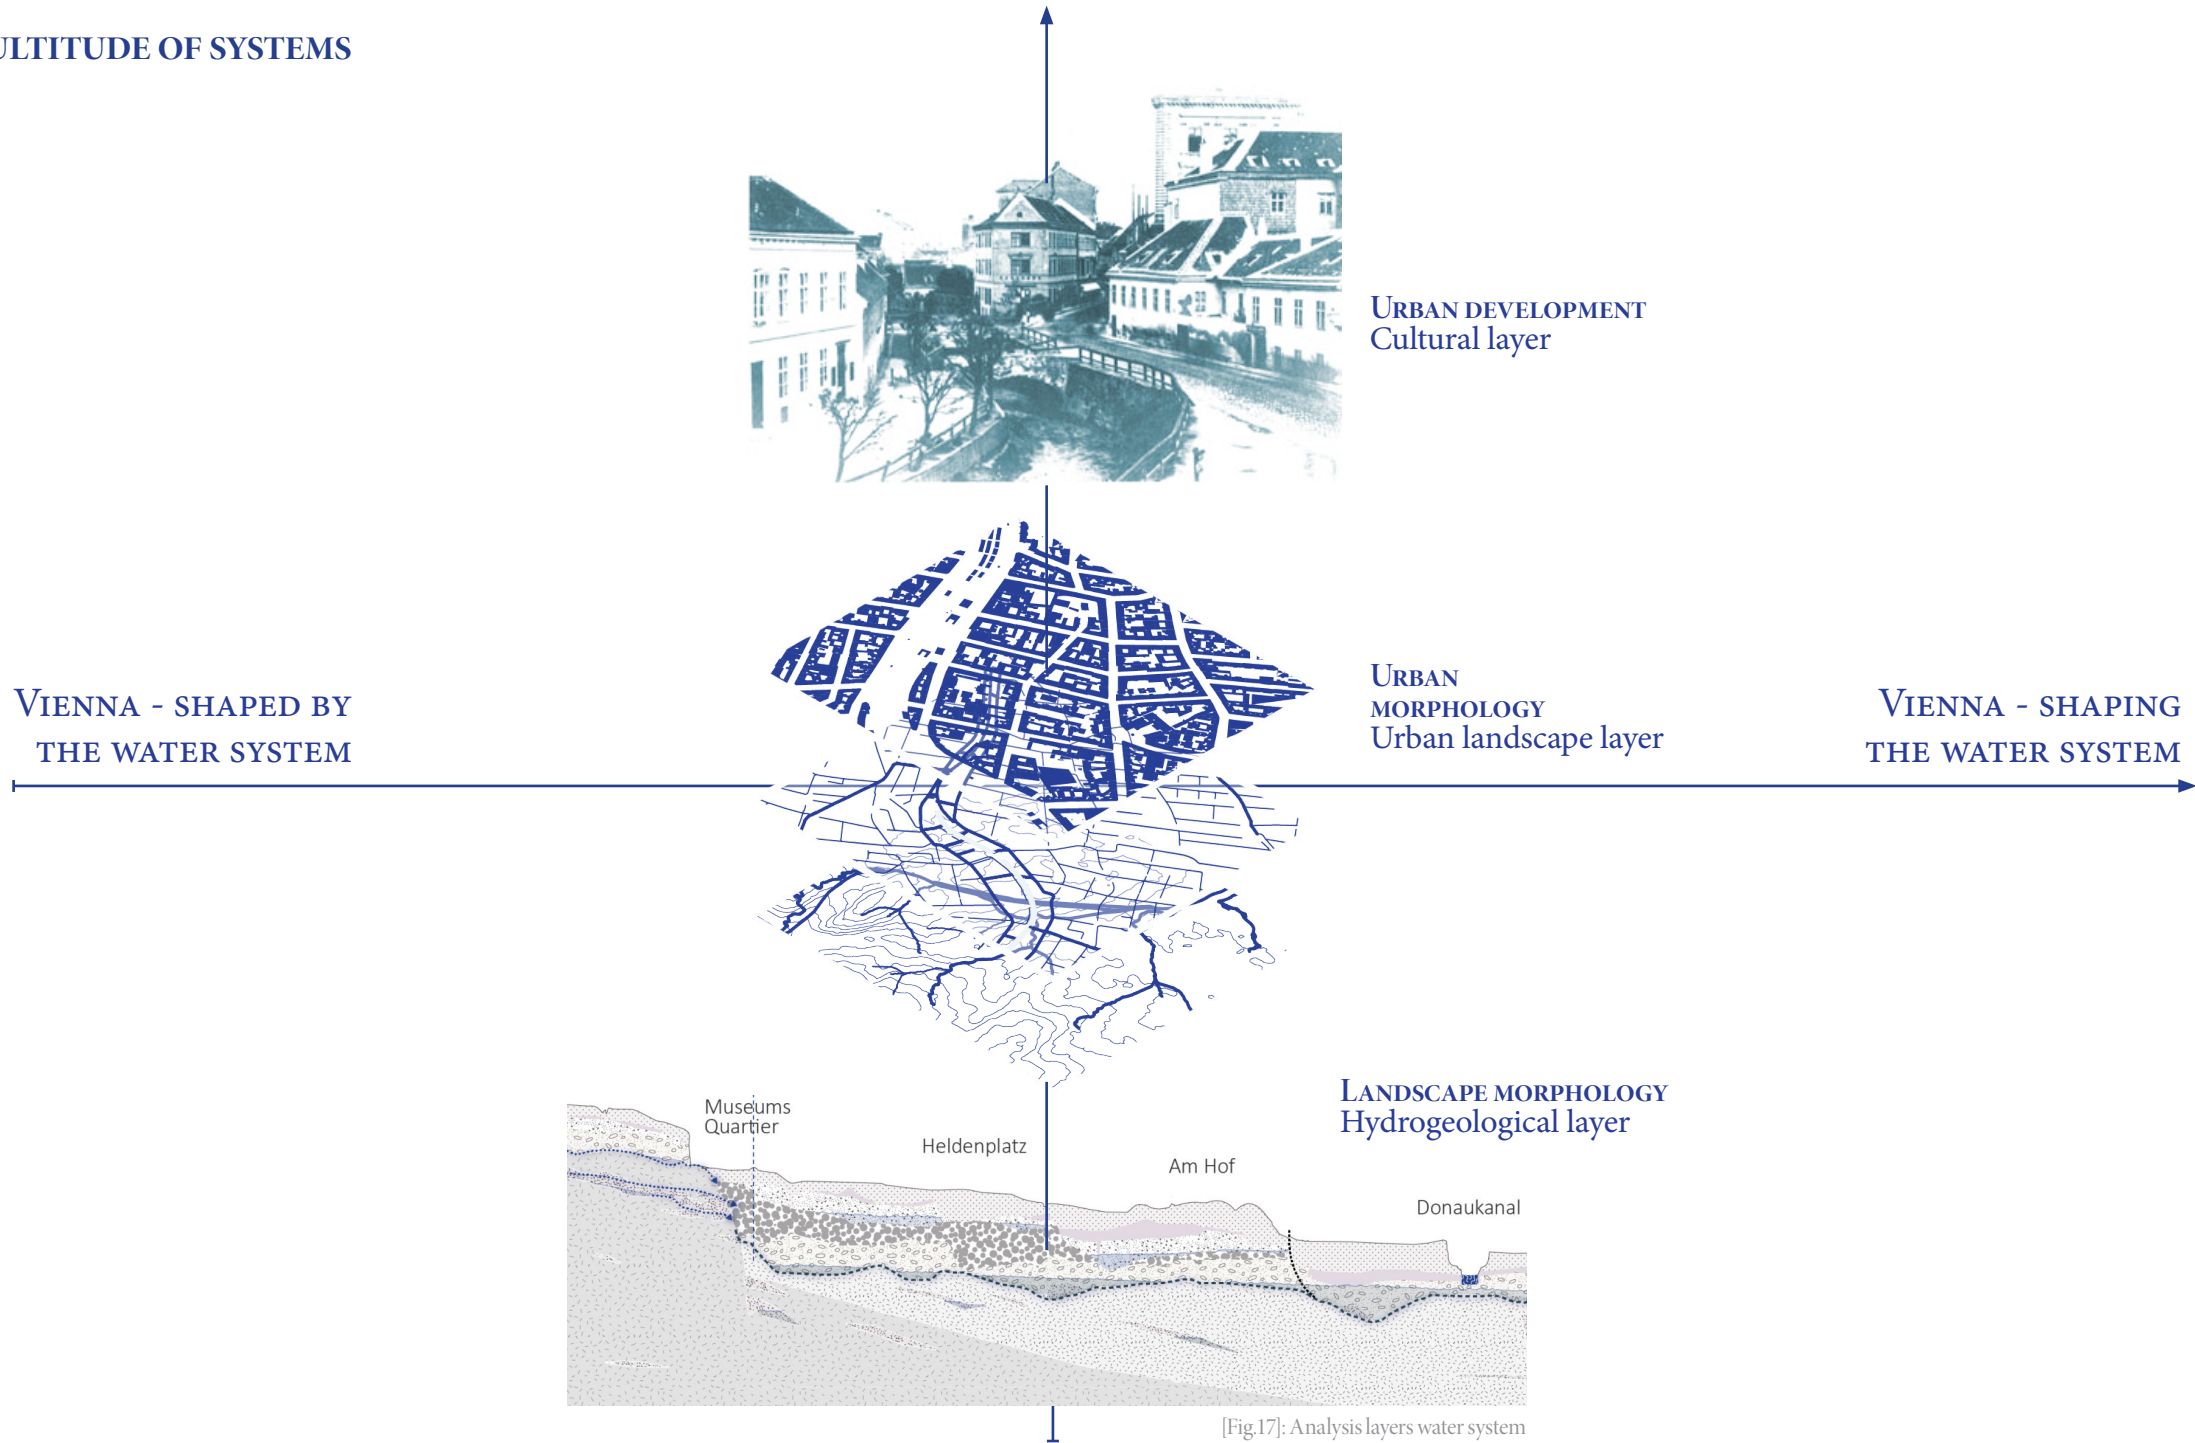 ULTITUDE OF SYSTEMS
URBAN DEVELOPMENT
Cultural layer
URBAN
MORPHOLOGY
Urban landscape layer
VIENNA - SHAPED BY
THE WATER SYSTEM
VIENNA - SHAPING
THE WATER SYSTEM
LANDSCAPE MORPHOLOGY
Hydrogeological layer
Museums
Quartier
Heldenplatz
Am Hof
Donaukanal
[Fig.17]: Analysis layers water system